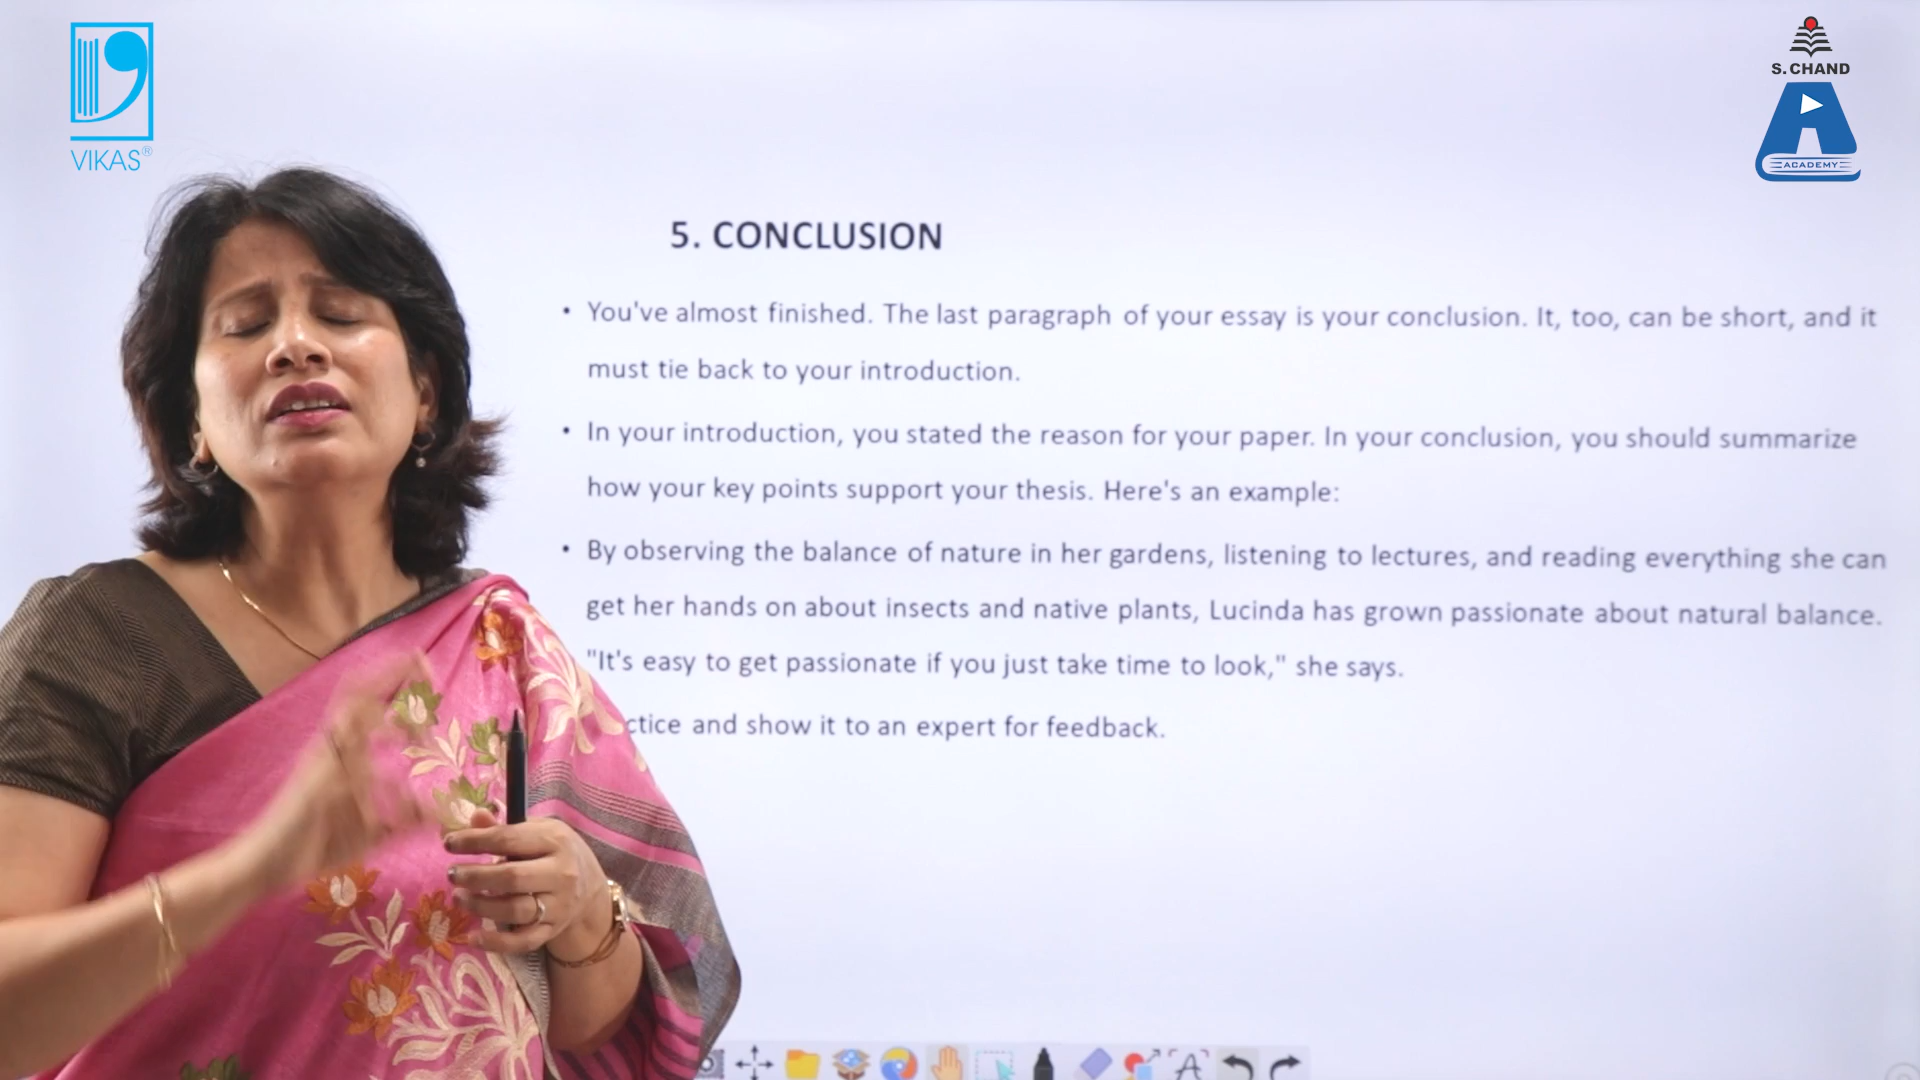 VIKAS®
S. CHAND
ACADEMY
5. CONCLUSION
• You've almost finished. The last paragraph of your essay is your conclusion. It, too, can be short, and it
must tie back to your introduction.
• In your introduction, you stated the reason for your paper. In your conclusion, you should summarize
how your key points support your thesis. Here's an example:
• By observing the balance of nature in her gardens, listening to lectures, and reading everything she can
get her hands on about insects and native plants, Lucinda has grown passionate about natural balance.
"It's easy to get passionate if you just take time to look," she says.
ctice and show it to an expert for feedback.